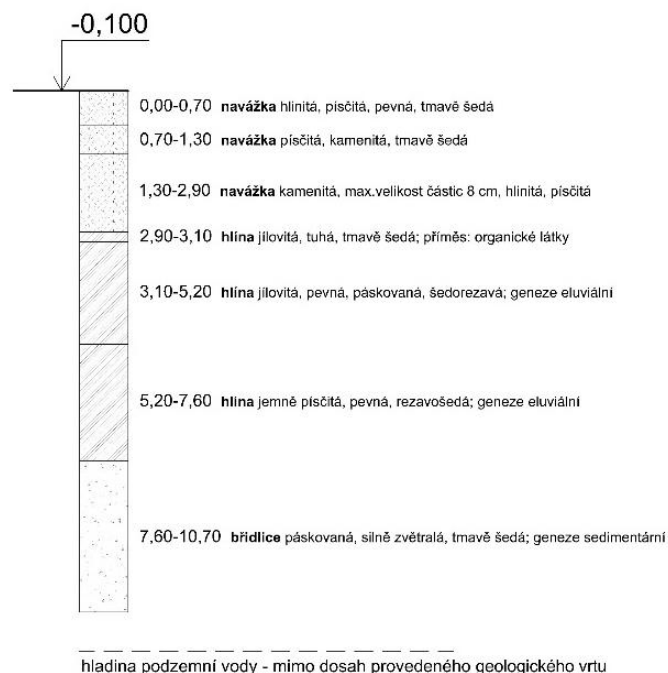 -0,100
0,00-0,70 navážka hlinitá, písčitá, pevná, tmavě šedá
0,70-1,30 navážka písčitá, kamenitá, tmavě šedá
1,30-2,90 navážka kamenitá, max.velikost částic 8 cm, hlinitá, písčitá
2,90-3,10 hlína jílovitá, tuhá, tmavě šedá; příměs: organické látky
3,10-5,20 hlína jílovitá, pevná, páskovaná, šedorezavá; geneze eluviální
5,20-7,60 hlína jemně písčitá, pevná, rezavošedá; geneze eluviální
7,60-10,70 břidlice páskovaná, silně zvětralá, tmavě šedá; geneze sedimentární
hladina podzemní vody - mimo dosah provedeného geologického vrtu